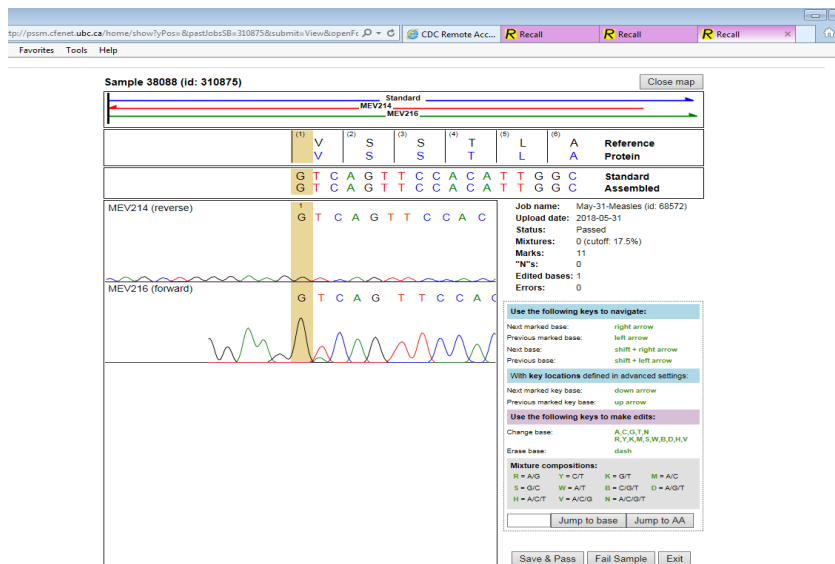 tp://pssm.cfenet.ubc.ca/home/show?yPos=&pastJobsSB=310875&submit=View&openFc
CDC Remote Acc...
Recall
Recall
Recall
Favorites Tools Help
Sample 38088 (id: 310875)
Close map
Standard
MEV214
MEV216
(1) V (2) S (3) S (4) T (5) L (6) A Reference
V S S T L A Protein
G T C A G T T C C A C A T T G G C Standard
G T C A G T T C C A C A T T G G C Assembled
MEV214 (reverse)
1
G T C A G T T C C A C
MEV216 (forward)
G T C A G T T C C A C
Job name: May-31-Measles (id: 68572)
Upload date: 2018-05-31
Status: Passed
Mixtures: 0 (cutoff: 17.5%)
Marks: 11
"N"s: 0
Edited bases: 1
Errors: 0
Use the following keys to navigate:
Next marked base: right arrow
Previous marked base: left arrow
Next base: shift + right arrow
Previous base: shift + left arrow
With key locations defined in advanced settings:
Next marked key base: down arrow
Previous marked key base: up arrow
Use the following keys to make edits:
Change base: A,C,G,T,N
R,Y,K,M,S,W,B,D,H,V
Erase base: dash
Mixture compositions:
R = A/G Y = C/T K = G/T M = A/C
S = G/C W = A/T B = C/G/T D = A/G/T
H = A/C/T V = A/C/G N = A/C/G/T
Jump to base Jump to AA
Save & Pass Fail Sample Exit